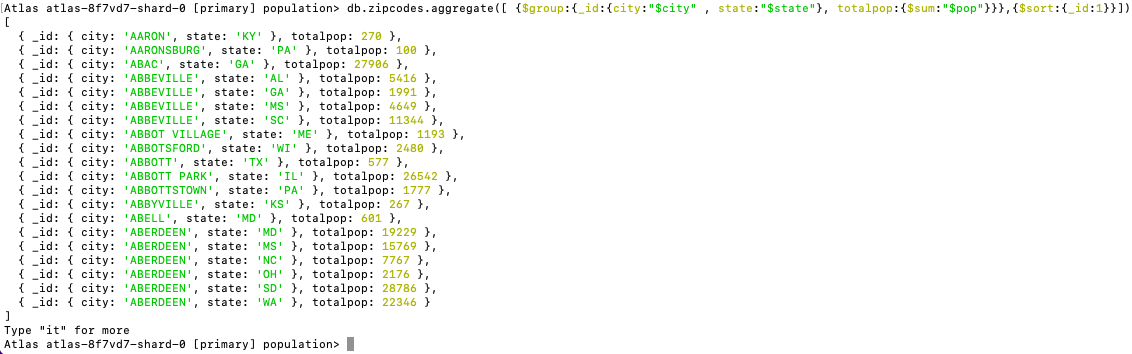 Atlas atlas-8f7vd7-shard-0 [primary] population> db.zipcodes.aggregate([ {$group:{_id:{city:"$city" , state:"$state"}, totalpop:{$sum:"$pop"}}},{$sort:{_id:1}}])
[
  { _id: { city: 'AARON', state: 'KY' }, totalpop: 270 },
  { _id: { city: 'AARONSBURG', state: 'PA' }, totalpop: 100 },
  { _id: { city: 'ABAC', state: 'GA' }, totalpop: 27906 },
  { _id: { city: 'ABBEVILLE', state: 'AL' }, totalpop: 5416 },
  { _id: { city: 'ABBEVILLE', state: 'GA' }, totalpop: 1991 },
  { _id: { city: 'ABBEVILLE', state: 'MS' }, totalpop: 4649 },
  { _id: { city: 'ABBEVILLE', state: 'SC' }, totalpop: 11344 },
  { _id: { city: 'ABBOT VILLAGE', state: 'ME' }, totalpop: 1193 },
  { _id: { city: 'ABBOTSFORD', state: 'WI' }, totalpop: 2480 },
  { _id: { city: 'ABBOTT', state: 'TX' }, totalpop: 577 },
  { _id: { city: 'ABBOTT PARK', state: 'IL' }, totalpop: 26542 },
  { _id: { city: 'ABBOTTSTOWN', state: 'PA' }, totalpop: 1777 },
  { _id: { city: 'ABBYVILLE', state: 'KS' }, totalpop: 267 },
  { _id: { city: 'ABELL', state: 'MD' }, totalpop: 601 },
  { _id: { city: 'ABERDEEN', state: 'MD' }, totalpop: 19229 },
  { _id: { city: 'ABERDEEN', state: 'MS' }, totalpop: 15769 },
  { _id: { city: 'ABERDEEN', state: 'NC' }, totalpop: 7767 },
  { _id: { city: 'ABERDEEN', state: 'OH' }, totalpop: 2176 },
  { _id: { city: 'ABERDEEN', state: 'SD' }, totalpop: 28786 },
  { _id: { city: 'ABERDEEN', state: 'WA' }, totalpop: 22346 }
]
Type "it" for more
Atlas atlas-8f7vd7-shard-0 [primary] population>